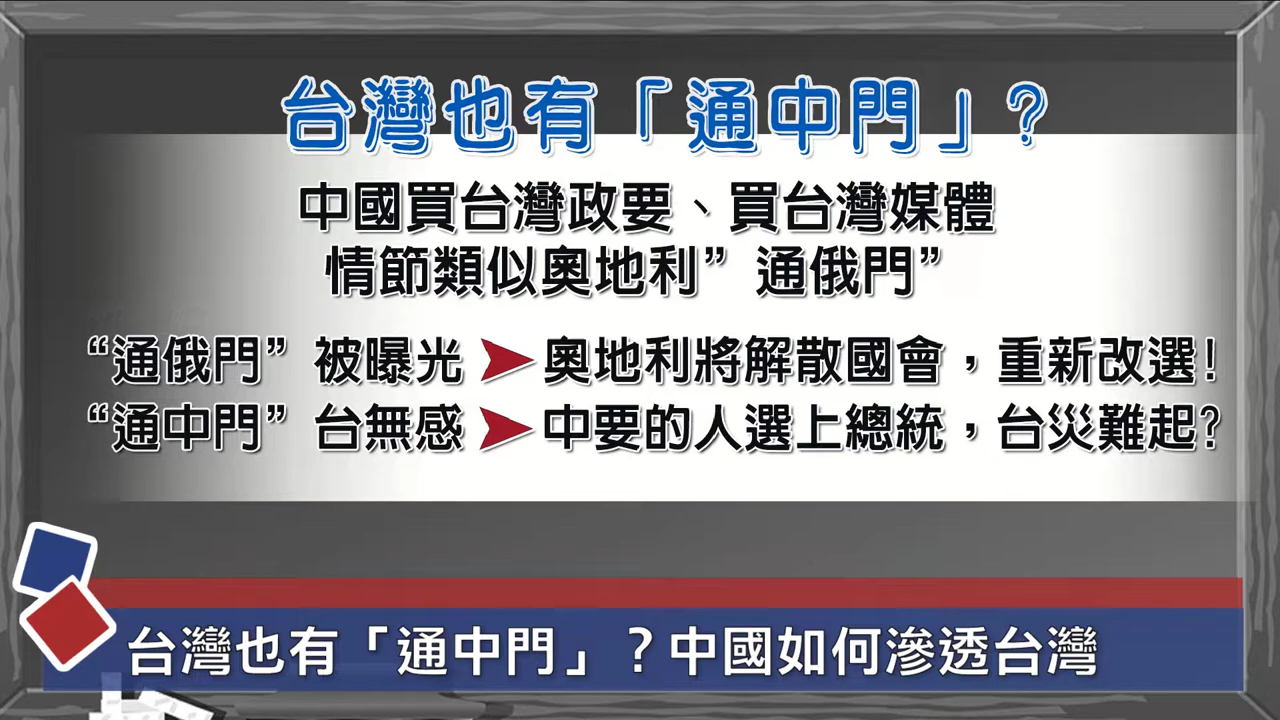 台灣也有「通中門」?
中國買台灣政要、買台灣媒體
情節類似奧地利”通俄門”
“通俄門”被曝光➤奧地利將解散國會，重新改選!
“通中門”台無感➤中要的人選上總統，台災難起?
台灣也有「通中門」？中國如何滲透台灣